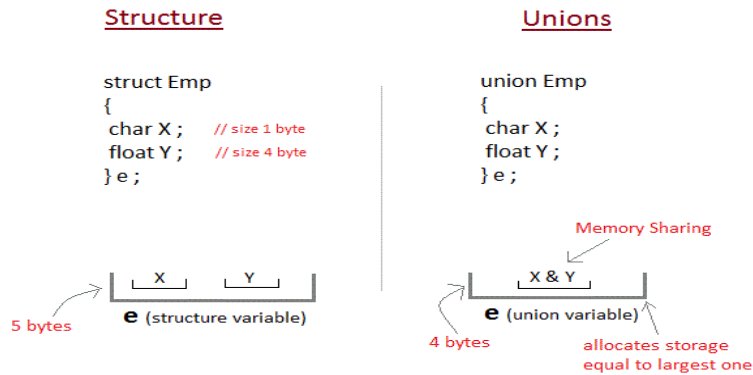 Structure
struct Emp
{
char X ; // size 1 byte
float Y ; // size 4 byte
} e ;
X Y
5 bytes
e (structure variable)
Unions
union Emp
{
char X ;
float Y ;
} e ;
Memory Sharing
X & Y
4 bytes
e (union variable)
allocates storage
equal to largest one